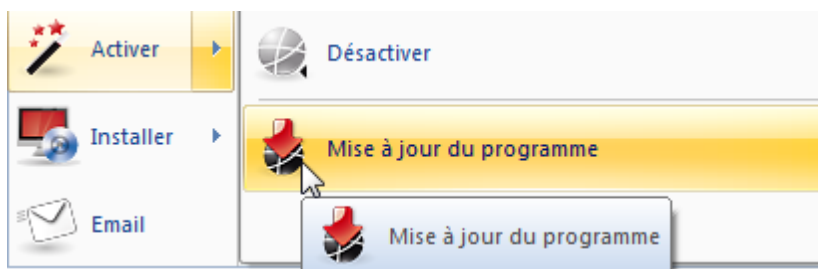 Activer
Désactiver
Installer
Mise à jour du programme
Email
Mise à jour du programme